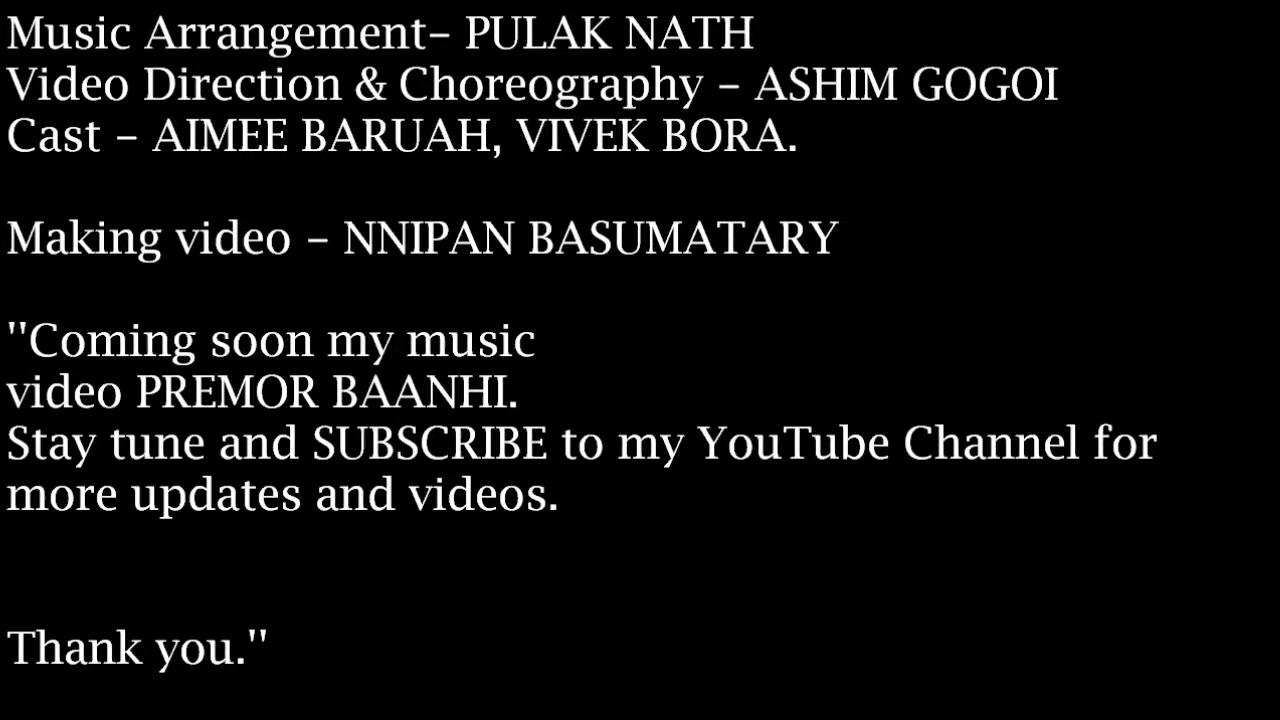 Music Arrangement– PULAK NATH
Video Direction & Choreography – ASHIM GOGOI
Cast – AIMEE BARUAH, VIVEK BORA.
Making video – NNIPAN BASUMATARY
"Coming soon my music
video PREMOR BAANHI.
Stay tune and SUBSCRIBE to my YouTube Channel for
more updates and videos.
Thank you."